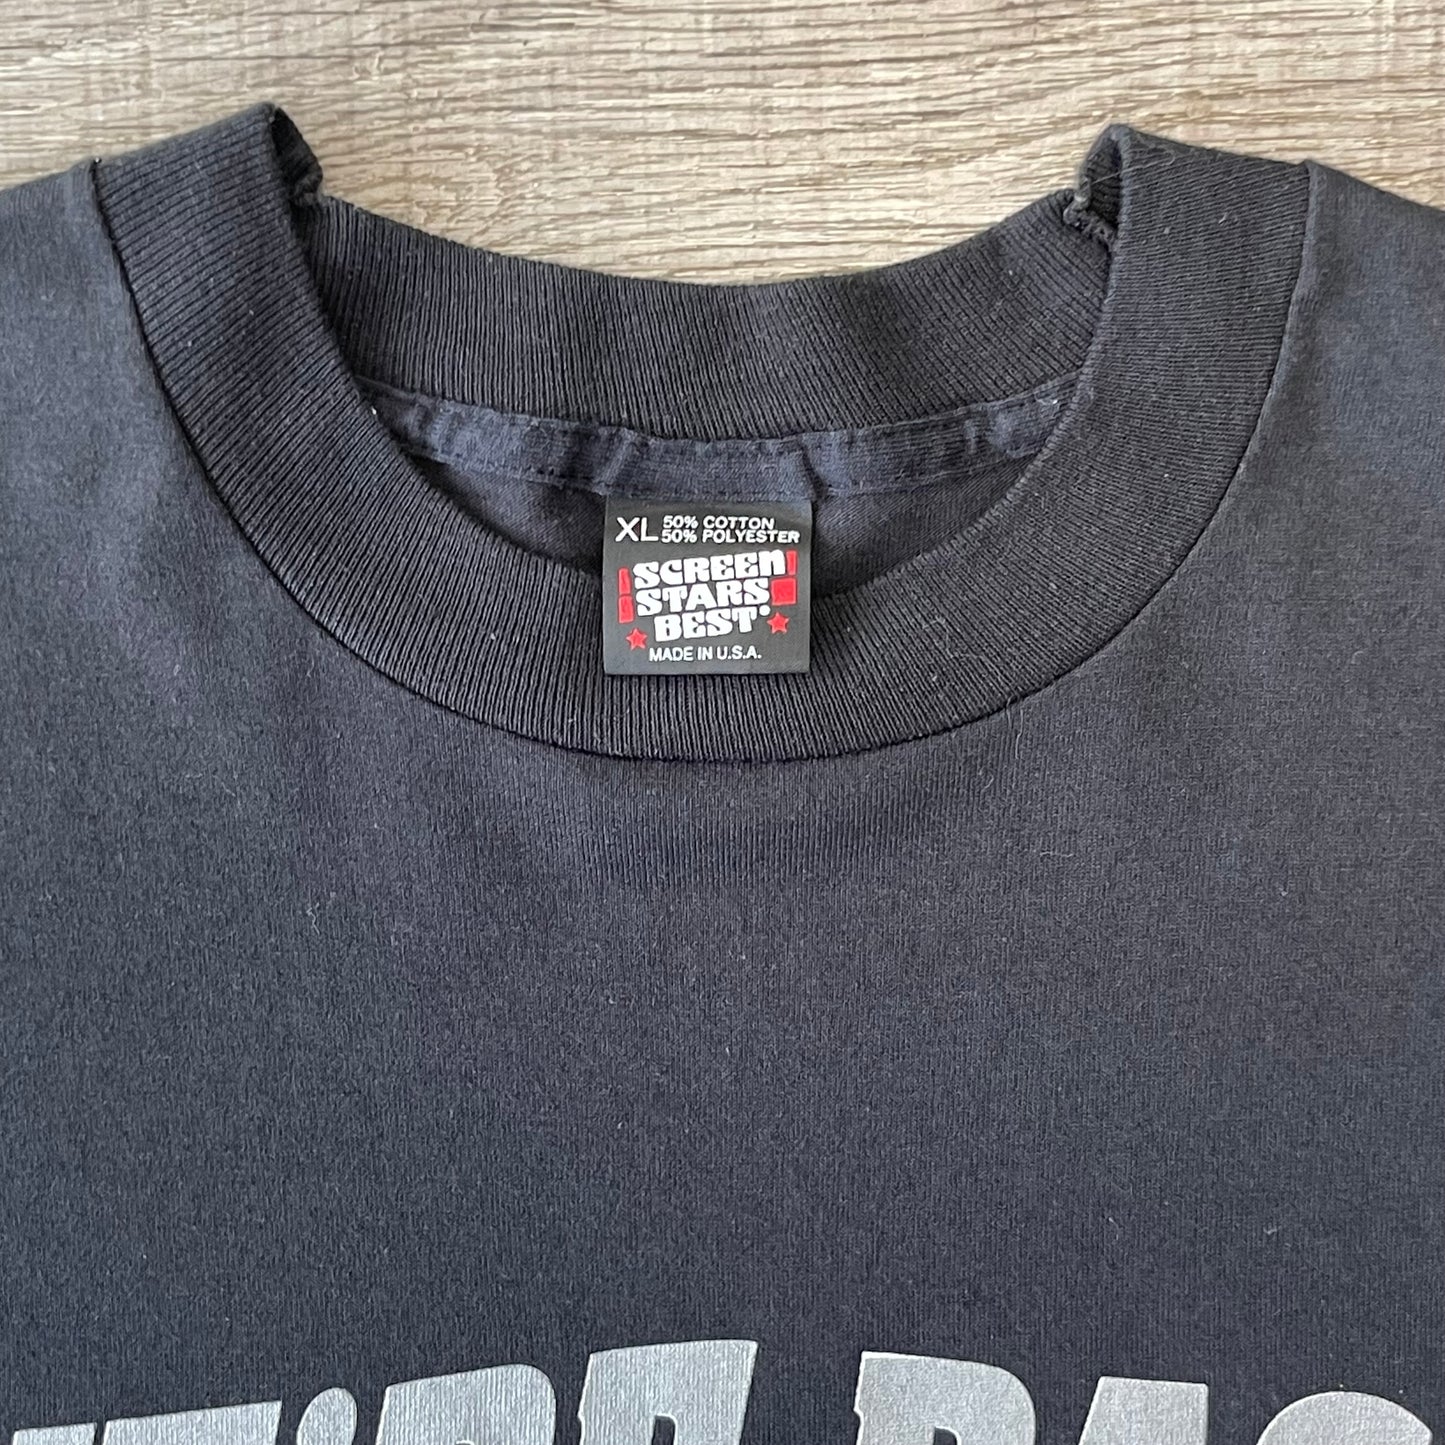 XL 50% COTTON
50% POLYESTER
SCREEN
STARS
BEST®
MADE IN U.S.A.